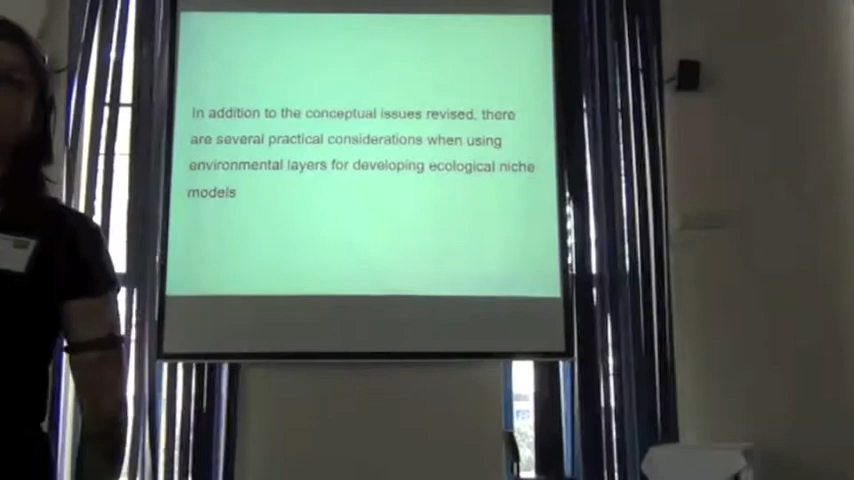 In addition to the conceptual issues revised, there
are several practical considerations when using
environmental layers for developing ecological niche
models